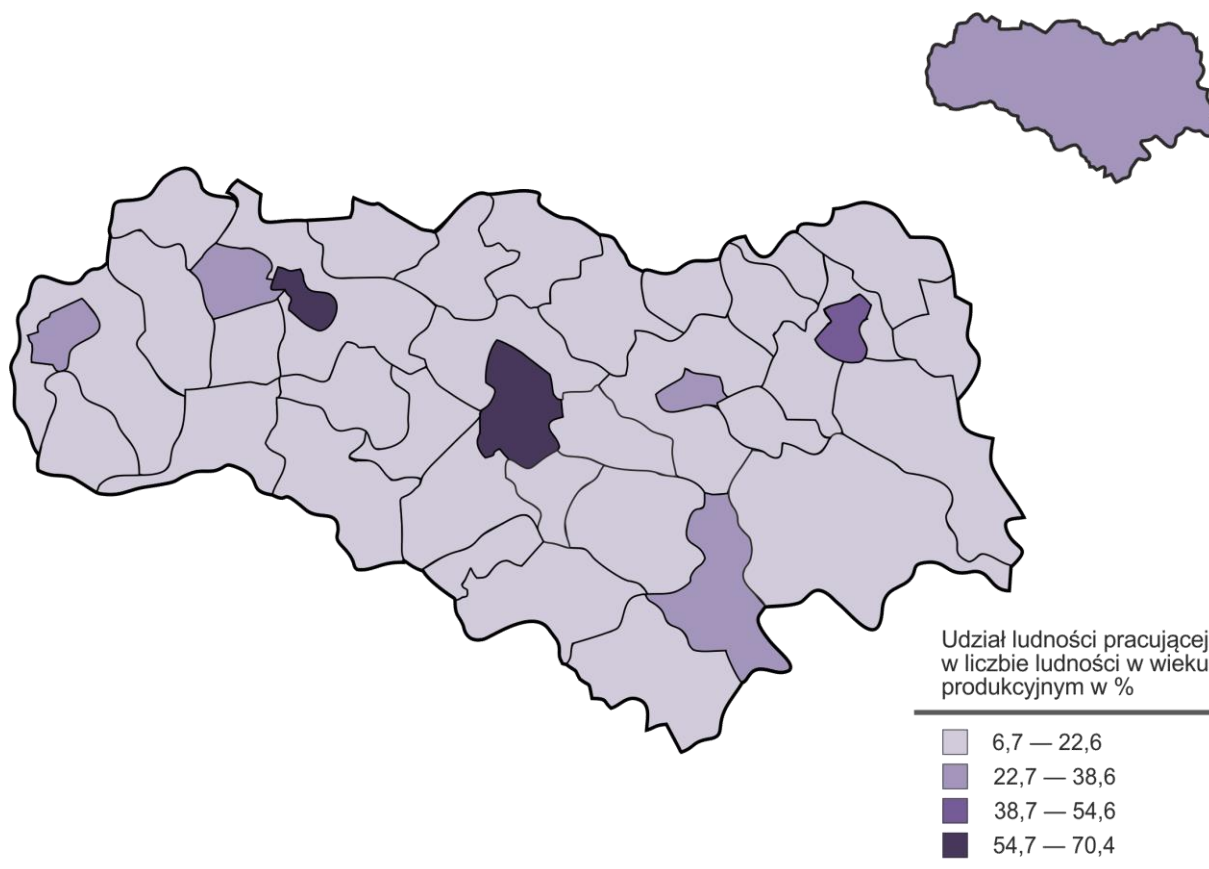 Udział ludności pracującej
w liczbie ludności w wieku
produkcyjnym w %
6,7 — 22,6
22,7 — 38,6
38,7 — 54,6
54,7 — 70,4